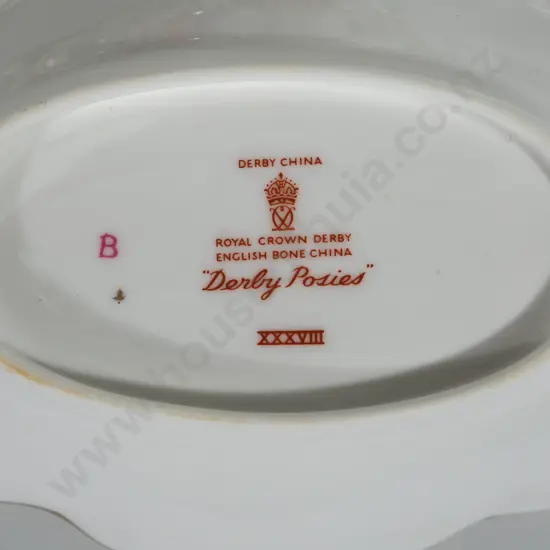 DERBY CHINA
B
ROYAL CROWN DERBY
ENGLISH BONE CHINA
"Derby Posies"
XXXVIII